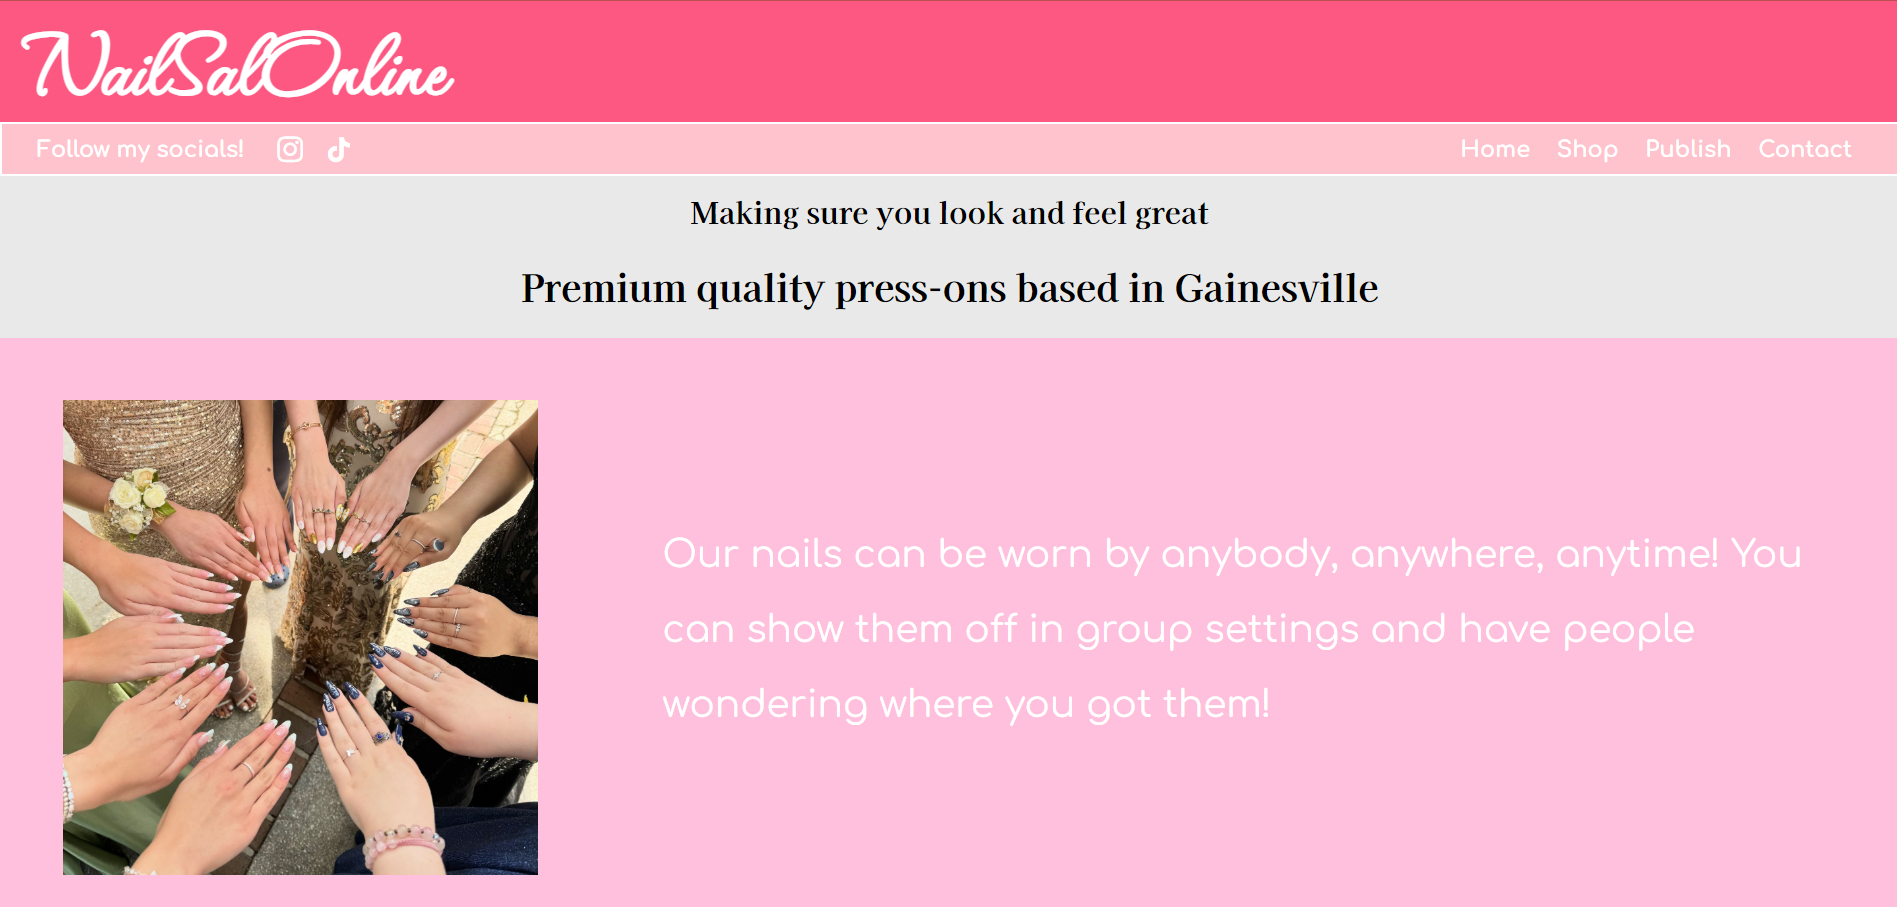 NailSalOnline
Follow my socials!
Home Shop Publish Contact
Making sure you look and feel great
Premium quality press-ons based in Gainesville
Our nails can be worn by anybody, anywhere, anytime! You
can show them off in group settings and have people
wondering where you got them!